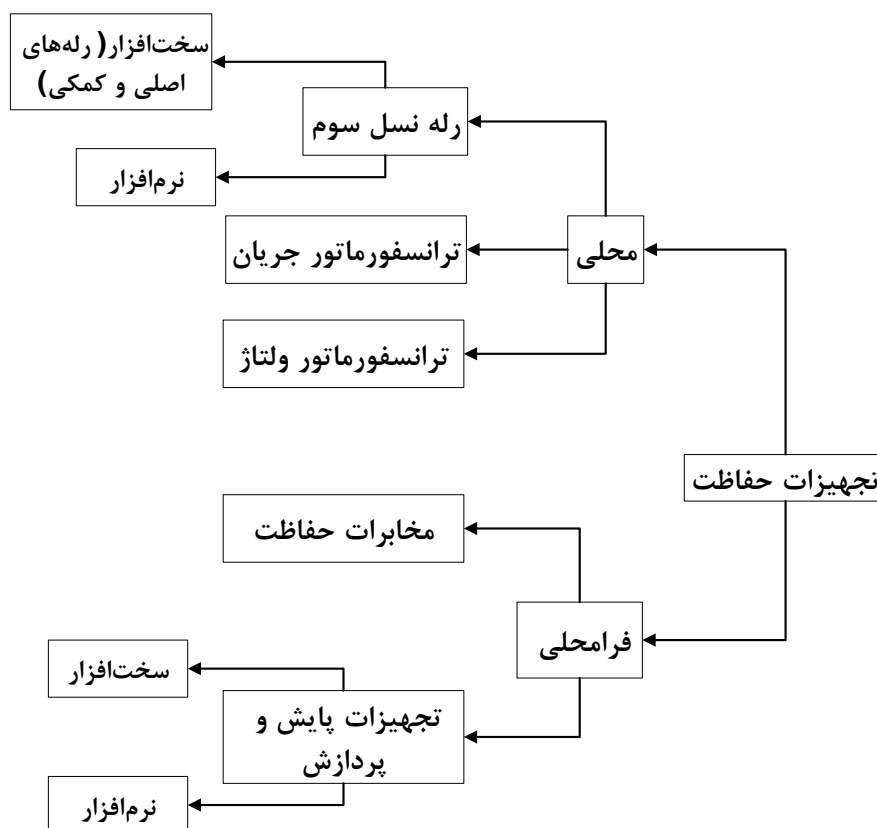 سخت‌افزار( رله‌های
اصلی و کمکی)
رله نسل سوم
نرم‌افزار
ترانسفورماتور جریان
محلی
ترانسفورماتور ولتاژ
تجهیزات حفاظت
مخابرات حفاظت
فرامحلی
سخت‌افزار
تجهیزات پایش و
پردازش
نرم‌افزار